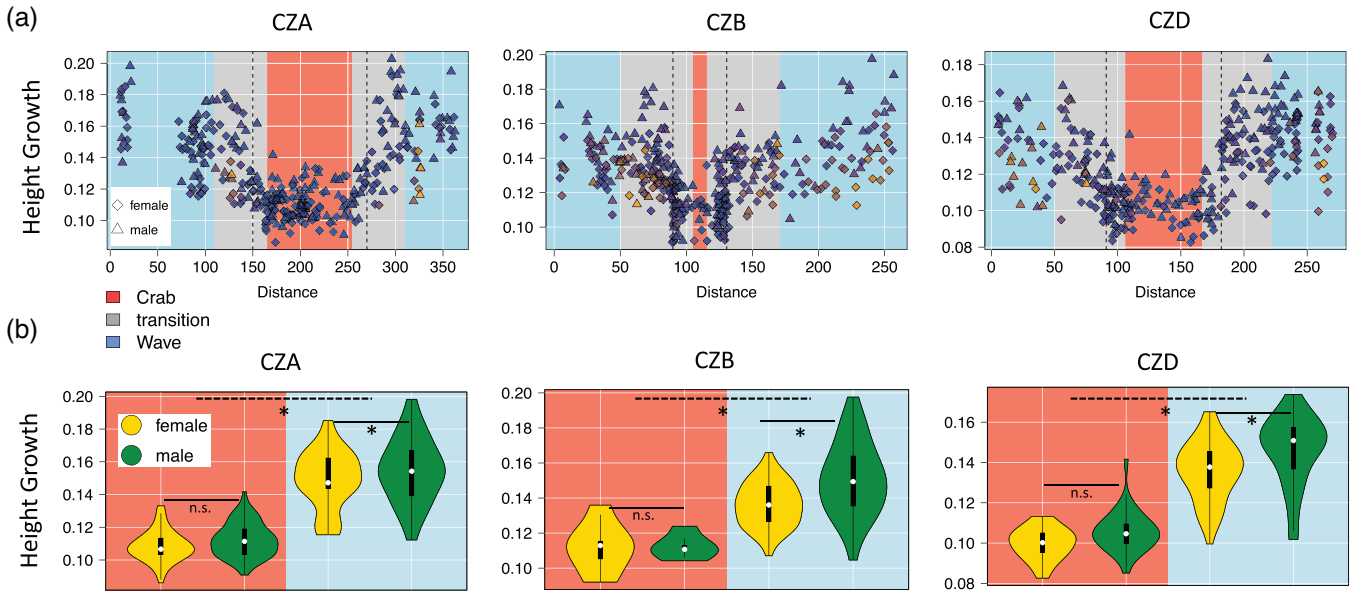 (a)
CZA
CZB
CZD
Height Growth
0.20
0.18
0.16
0.14
0.12
0.10
female
male
0 50 100 150 200 250 300 350
Distance
0.20
0.18
0.16
0.14
0.12
0.10
0 50 100 150 200 250
Distance
0.18
0.16
0.14
0.12
0.10
0.08
0 50 100 150 200 250
Distance
Crab
transition
Wave
(b)
CZA
CZB
CZD
Height Growth
0.20
0.18
0.16
0.14
0.12
0.10
female
male
n.s.
*
*
0.20
0.18
0.16
0.14
0.12
0.10
n.s.
*
*
0.16
0.14
0.12
0.10
0.08
n.s.
*
*